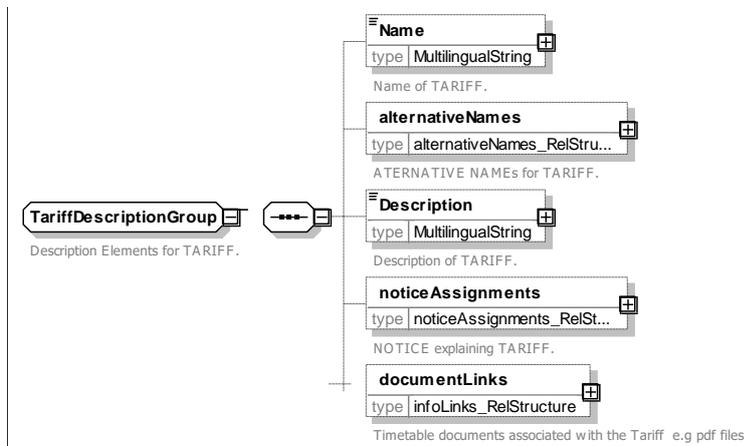 Name
type MultilingualString
Name of TARIFF.
alternativeNames
type alternativeNames_RelStru...
ATERNATIVE NAMEs for TARIFF.
TariffDescriptionGroup
Description Elements for TARIFF.
Description
type MultilingualString
Description of TARIFF.
noticeAssignments
type noticeAssignments_RelSt...
NOTICE explaining TARIFF.
documentLinks
type infoLinks_RelStructure
Timetable documents associated with the Tariff e.g pdf files